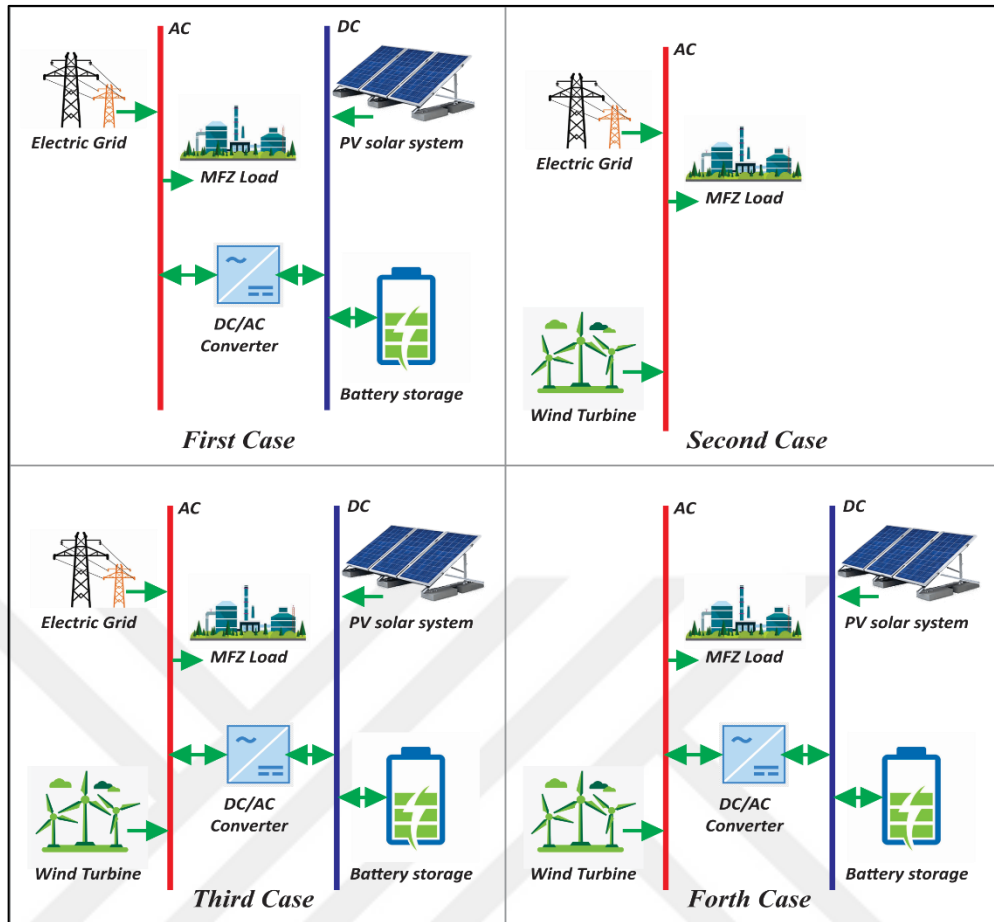 AC
DC
Electric Grid
MFZ Load
PV solar system
DC/AC
Converter
Battery storage
First Case
AC
Electric Grid
MFZ Load
Wind Turbine
Second Case
AC
DC
Electric Grid
MFZ Load
PV solar system
DC/AC
Converter
Wind Turbine
Battery storage
Third Case
AC
DC
MFZ Load
PV solar system
DC/AC
Converter
Wind Turbine
Battery storage
Forth Case